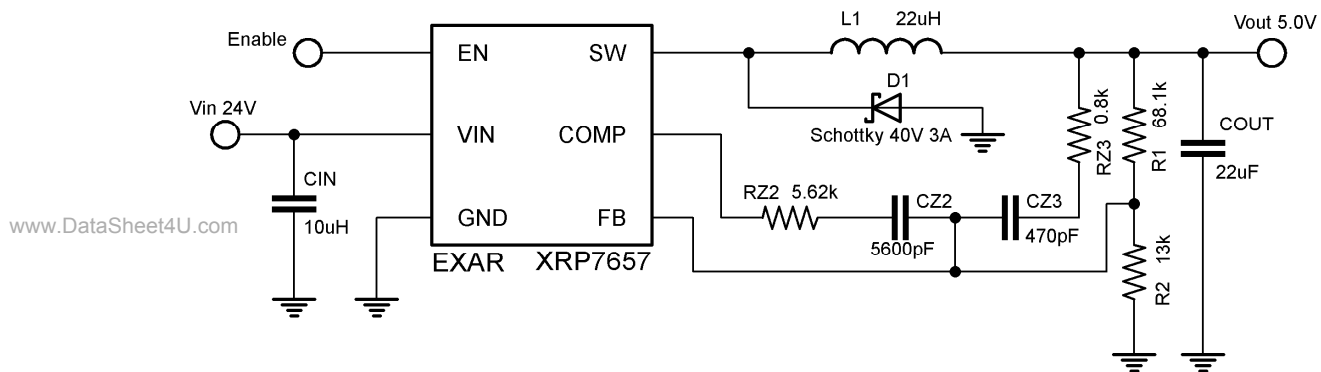 L1 22uH
Vout 5.0V
Enable
EN
SW
D1
Schottky 40V 3A
Vin 24V
VIN
COMP
RZ3 0.8k
R1 68.1k
COUT
22uF
CIN
10uH
RZ2 5.62k
CZ2
5600pF
CZ3
470pF
GND
FB
R2 13k
EXAR XRP7657
www.DataSheet4U.com